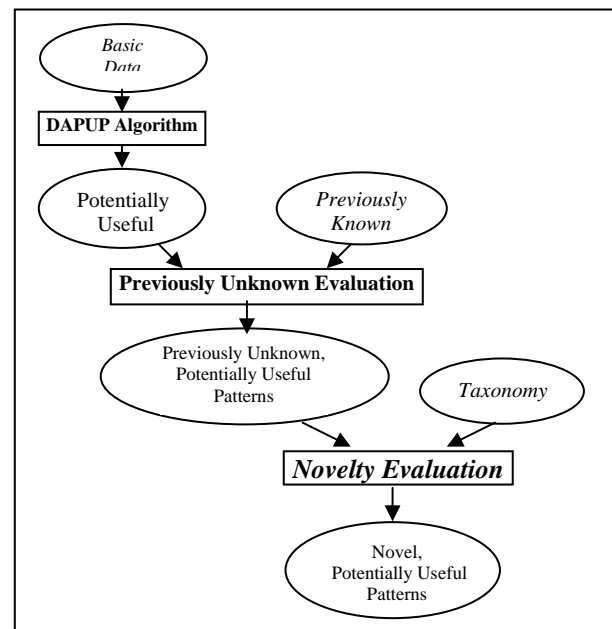 Basic
Data
DAPUP Algorithm
Potentially
Useful
Previously
Known
Previously Unknown Evaluation
Previously Unknown,
Potentially Useful
Patterns
Taxonomy
Novelty Evaluation
Novel,
Potentially Useful
Patterns